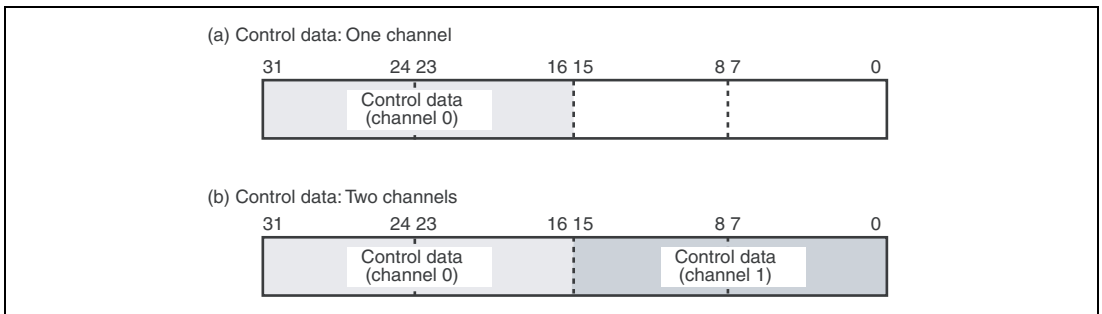 (a) Control data: One channel
31 24 23 16 15 8 7 0
Control data
(channel 0)
(b) Control data: Two channels
31 24 23 16 15 8 7 0
Control data
(channel 0)
Control data
(channel 1)